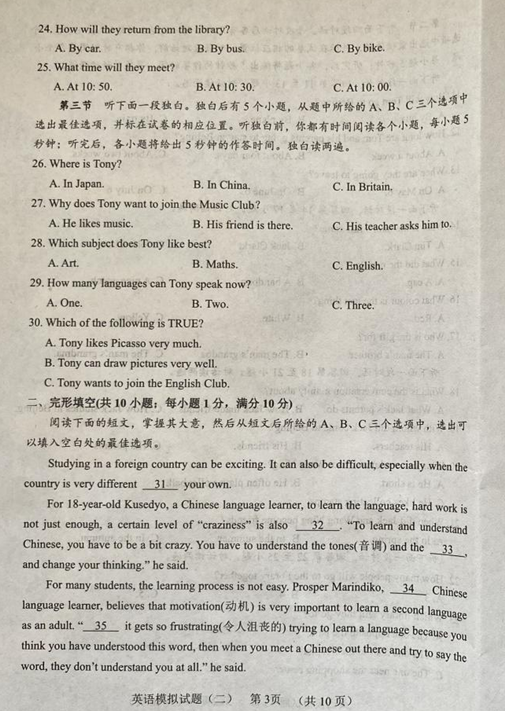 24. How will they return from the library?
A. By car. B. By bus. C. By bike.
25. What time will they meet?
A. At 10: 50. B. At 10: 30. C. At 10: 00.
第三节 听下面一段独白。独白后有 5 个小题，从题中所给的 A、B、C 三个选项中
选出最佳选项，并标在试卷的相应位置。听独白前，你都有时间阅读各个小题，每小题 5
秒钟；听完后，各小题将给出 5 秒钟的作答时间。独白读两遍。
26. Where is Tony?
A. In Japan. B. In China. C. In Britain.
27. Why does Tony want to join the Music Club?
A. He likes music. B. His friend is there. C. His teacher asks him to.
28. Which subject does Tony like best?
A. Art. B. Maths. C. English.
29. How many languages can Tony speak now?
A. One. B. Two. C. Three.
30. Which of the following is TRUE?
A. Tony likes Picasso very much.
B. Tony can draw pictures very well.
C. Tony wants to join the English Club.
二、完形填空(共 10 小题；每小题 1 分，满分 10 分)
阅读下面的短文，掌握其大意，然后从短文后所给的 A、B、C 三个选项中，选出可
以填入空白处的最佳选项。
Studying in a foreign country can be exciting. It can also be difficult, especially when the
country is very different 31 your own.
For 18-year-old Kusedyo, a Chinese language learner, to learn the language, hard work is
not just enough, a certain level of “craziness” is also 32 . “To learn and understand
Chinese, you have to be a bit crazy. You have to understand the tones(音调) and the 33 ,
and change your thinking.” he said.
For many students, the learning process is not easy. Prosper Marindiko, 34 Chinese
language learner, believes that motivation(动机) is very important to learn a second language
as an adult. “ 35 it gets so frustrating(令人沮丧的) trying to learn a language because you
think you have understood this word, then when you meet a Chinese out there and try to say the
word, they don’t understand you at all.” he said.
英语模拟试题（二） 第 3页 （共 10 页）